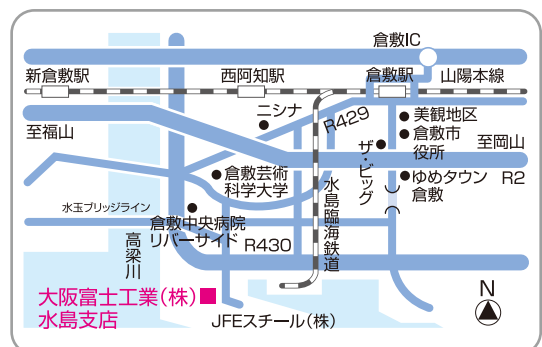 倉敷IC
新倉敷駅
西阿知駅
倉敷駅
山陽本線
ニシナ
R429
美観地区
倉敷市
役所
至福山
ザ・ビッグ
至岡山
倉敷芸術
科学大学
水島臨海鉄道
ゆめタウン
倉敷
R2
水玉ブリッジライン
倉敷中央病院
リバーサイド
高梁川
R430
大阪富士工業(株)
水島支店
JFEスチール(株)
N